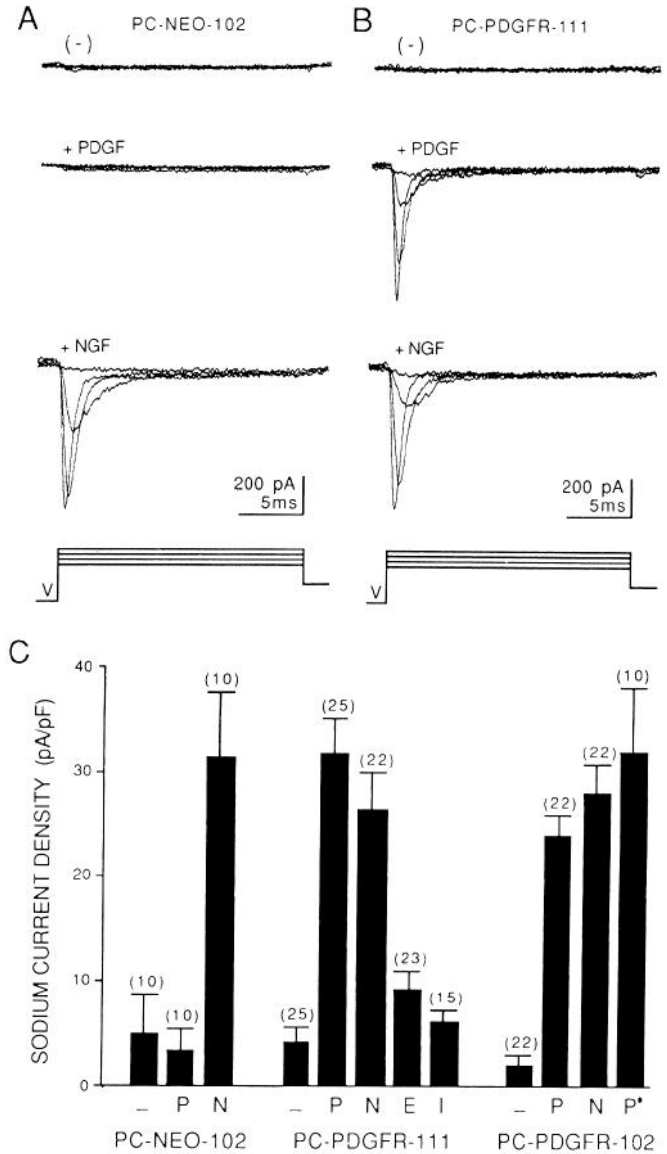 A
PC-NEO-102
(-)
+ PDGF
+ NGF
200 pA
5ms
V
B
PC-PDGFR-111
(-)
+ PDGF
+ NGF
200 pA
5ms
V
C
SODIUM CURRENT DENSITY (pA/pF)
40
30
20
10
0
(10) (10) (10) (25) (25) (22) (23) (15) (22) (22) (22) (10)
– P N – P N E I – P N P*
PC-NEO-102 PC-PDGFR-111 PC-PDGFR-102